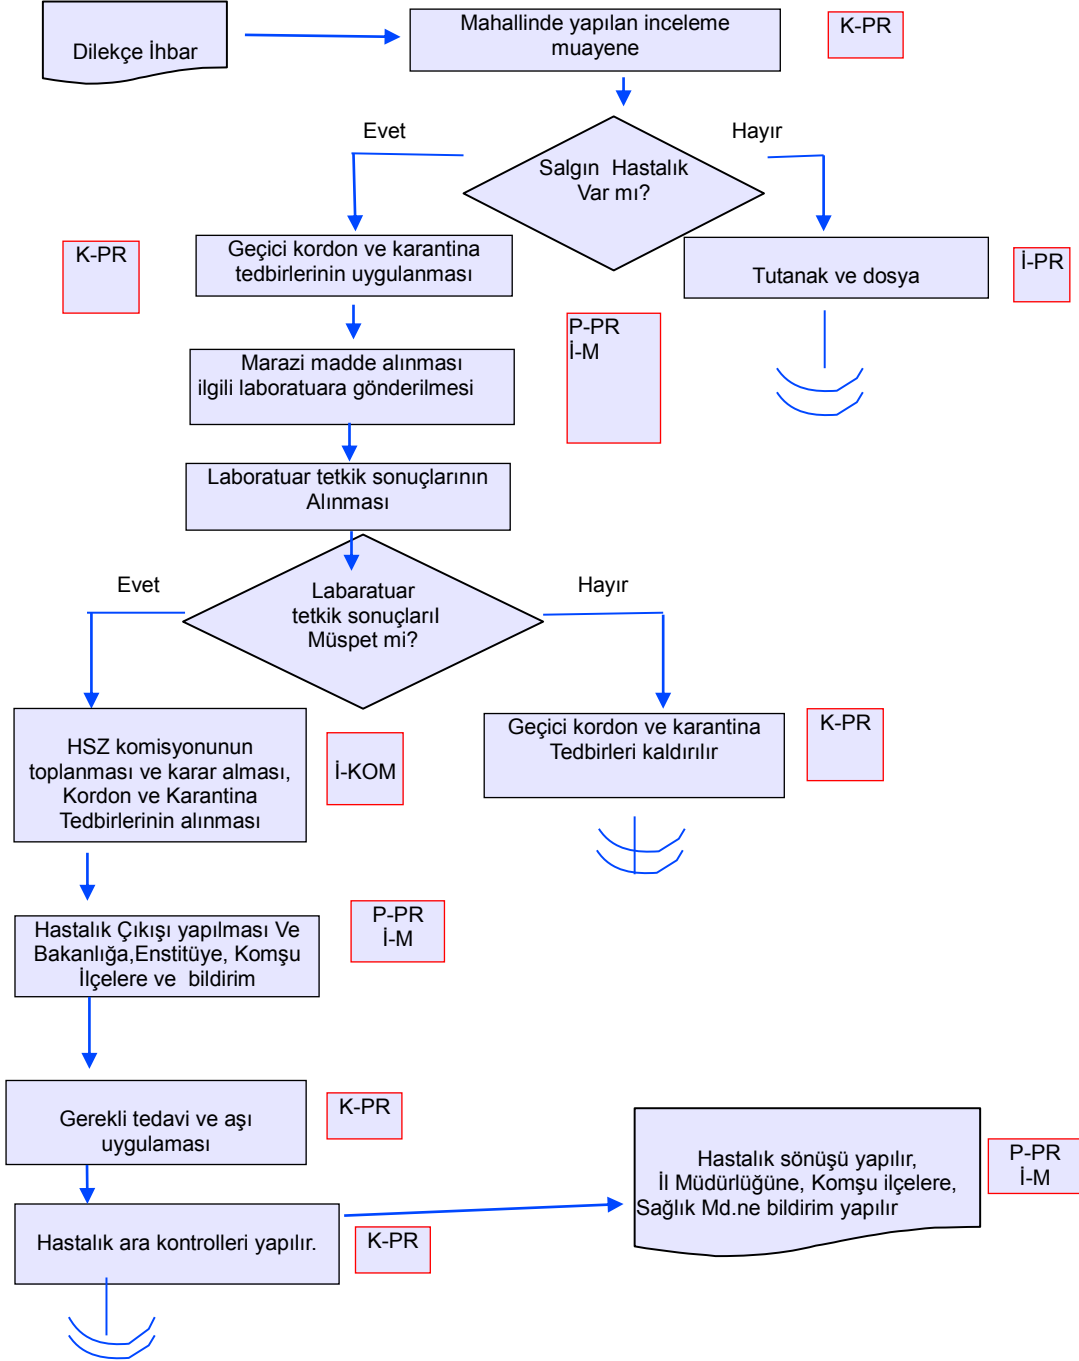 Dilekçe İhbar
Mahallinde yapılan inceleme
muayene
K-PR
Evet
Hayır
Salgın Hastalık
Var mı?
K-PR
Geçici kordon ve karantina
tedbirlerinin uygulanması
Tutanak ve dosya
İ-PR
P-PR
İ-M
Marazi madde alınması
ilgili laboratuara gönderilmesi
Laboratuar tetkik sonuçlarının
Alınması
Evet
Hayır
Labaratuar
tetkik sonuçlarıl
Müspet mi?
HSZ komisyonunun
toplanması ve karar alması,
Kordon ve Karantina
Tedbirlerinin alınması
İ-KOM
Geçici kordon ve karantina
Tedbirleri kaldırılır
K-PR
Hastalık Çıkışı yapılması Ve
Bakanlığa,Enstitüye, Komşu
İlçelere ve bildirim
P-PR
İ-M
Gerekli tedavi ve aşı
uygulaması
K-PR
Hastalık sönüşü yapılır,
İl Müdürlüğüne, Komşu ilçelere,
Sağlık Md.ne bildirim yapılır
P-PR
İ-M
Hastalık ara kontrolleri yapılır.
K-PR